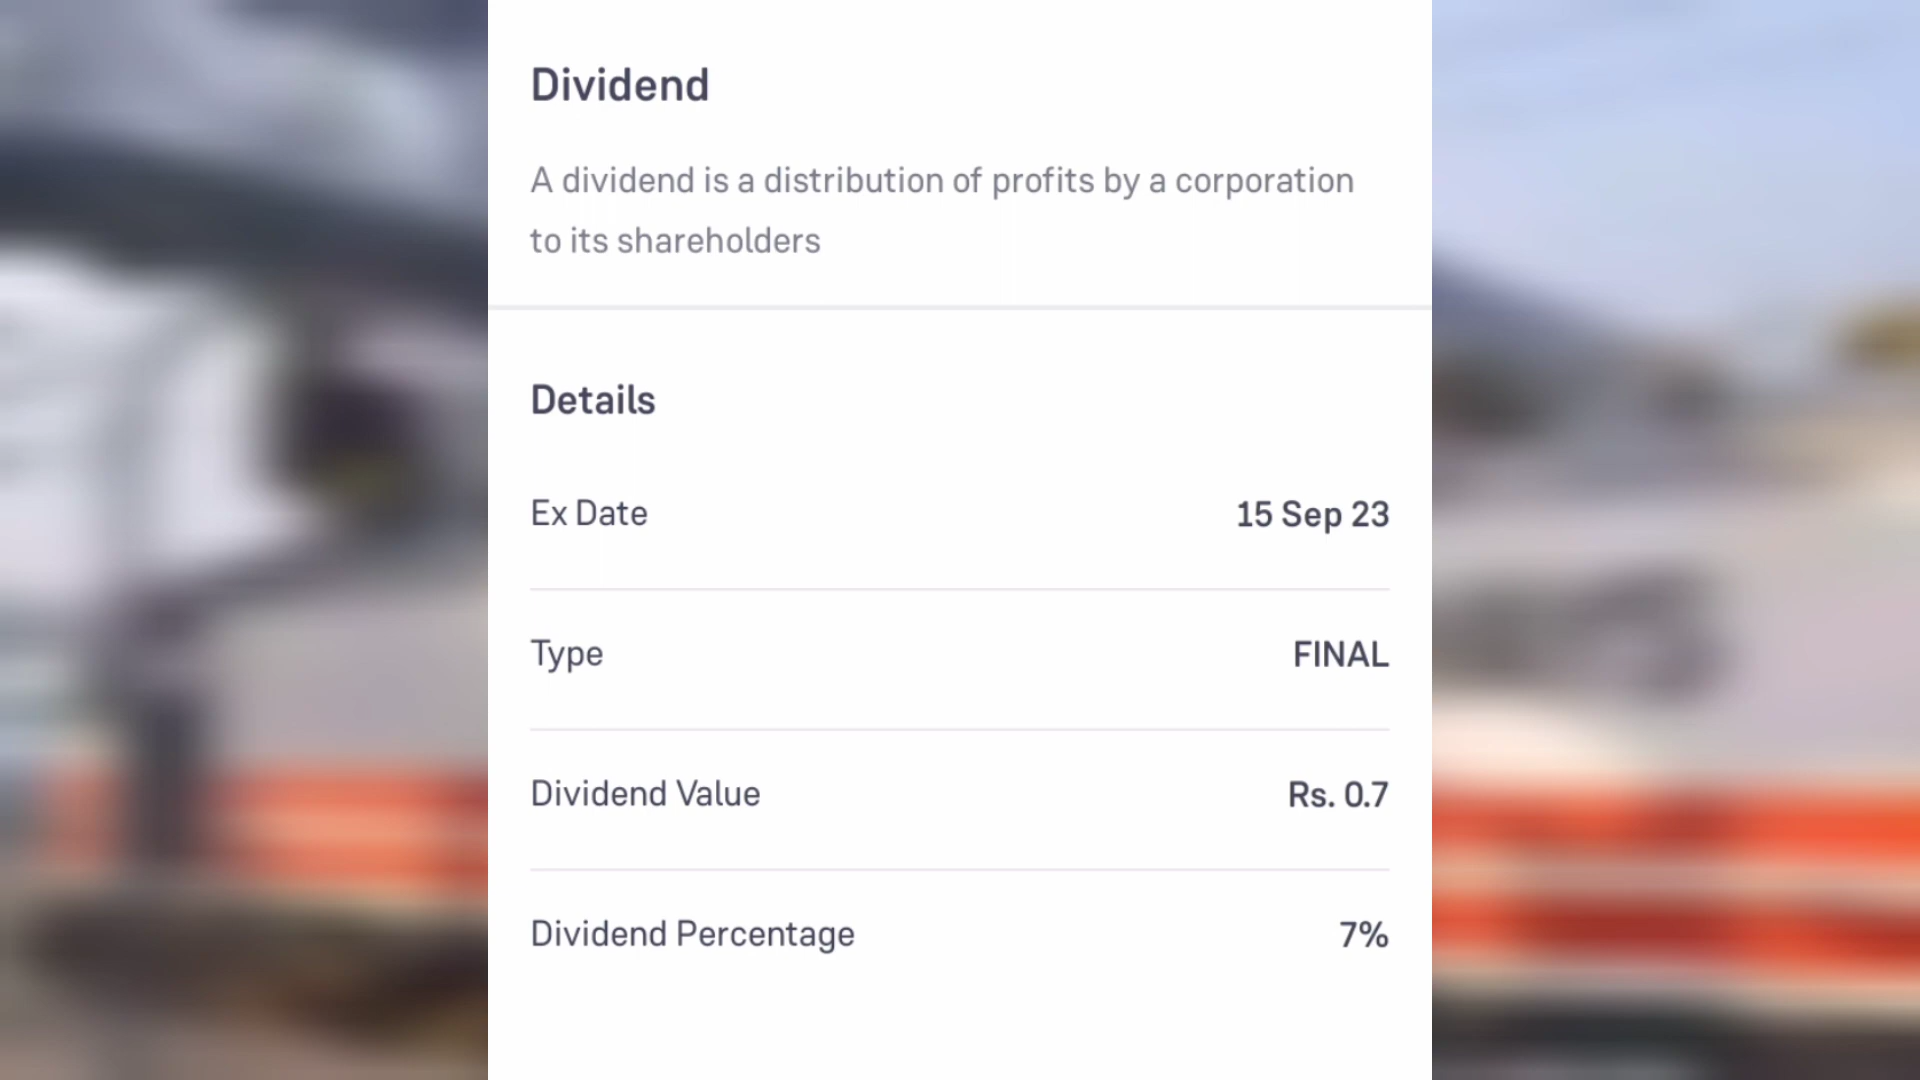 Dividend
A dividend is a distribution of profits by a corporation
to its shareholders
Details
Ex Date 15 Sep 23
Type FINAL
Dividend Value Rs. 0.7
Dividend Percentage 7%